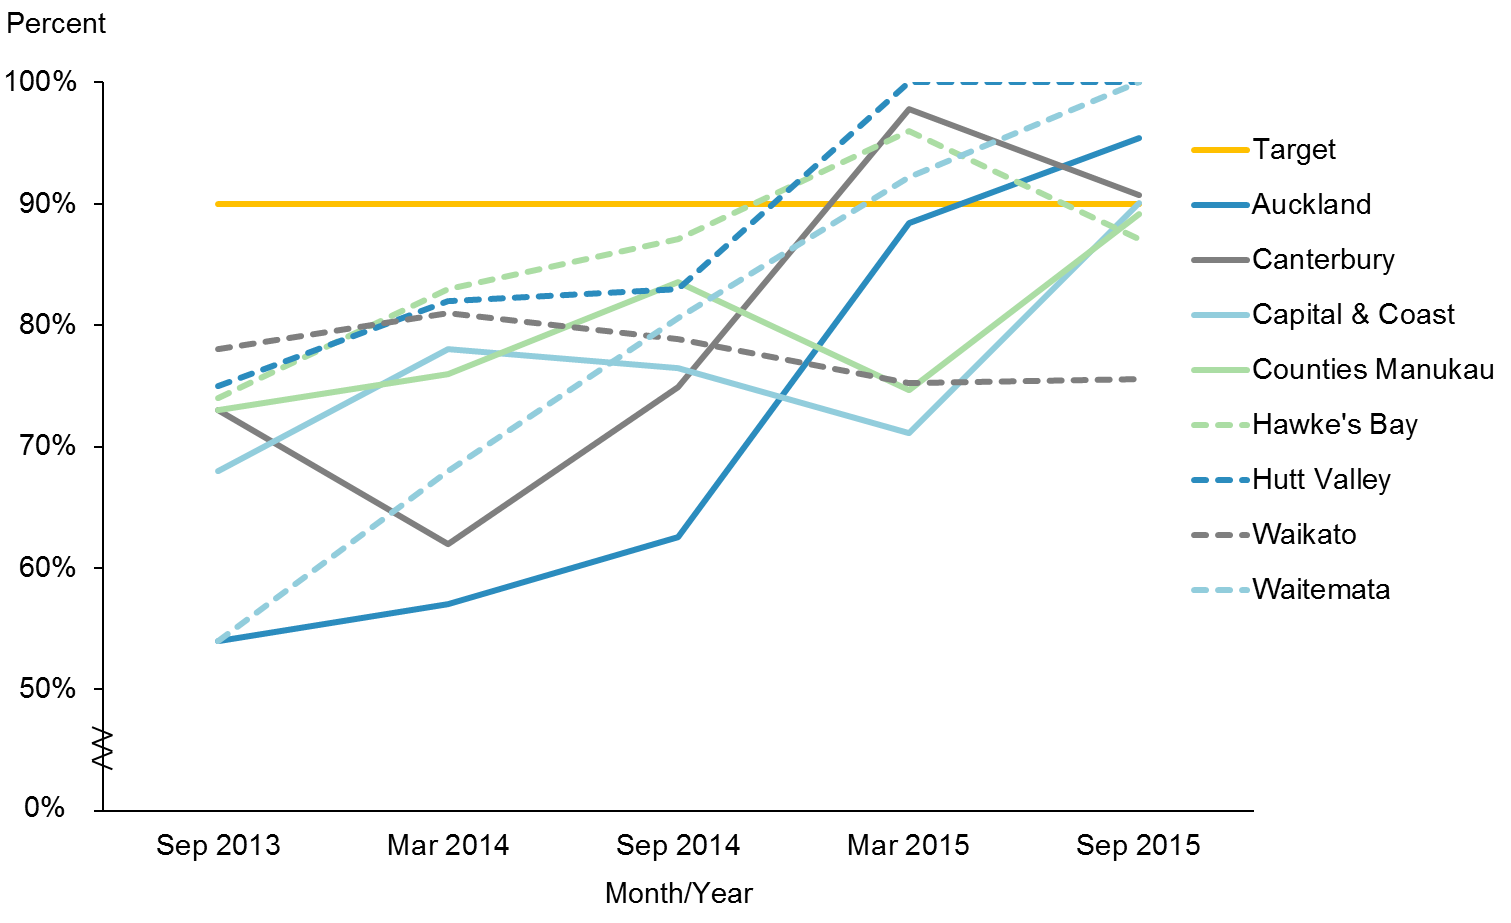 Percent
100%
90%
80%
70%
60%
50%
0%
Sep 2013 Mar 2014 Sep 2014 Mar 2015 Sep 2015
Month/Year
Target
Auckland
Canterbury
Capital & Coast
Counties Manukau
Hawke's Bay
Hutt Valley
Waikato
Waitemata